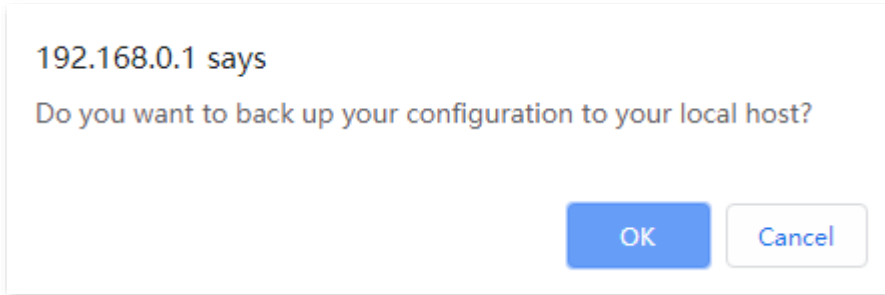 192.168.0.1 says
Do you want to back up your configuration to your local host?
OK
Cancel